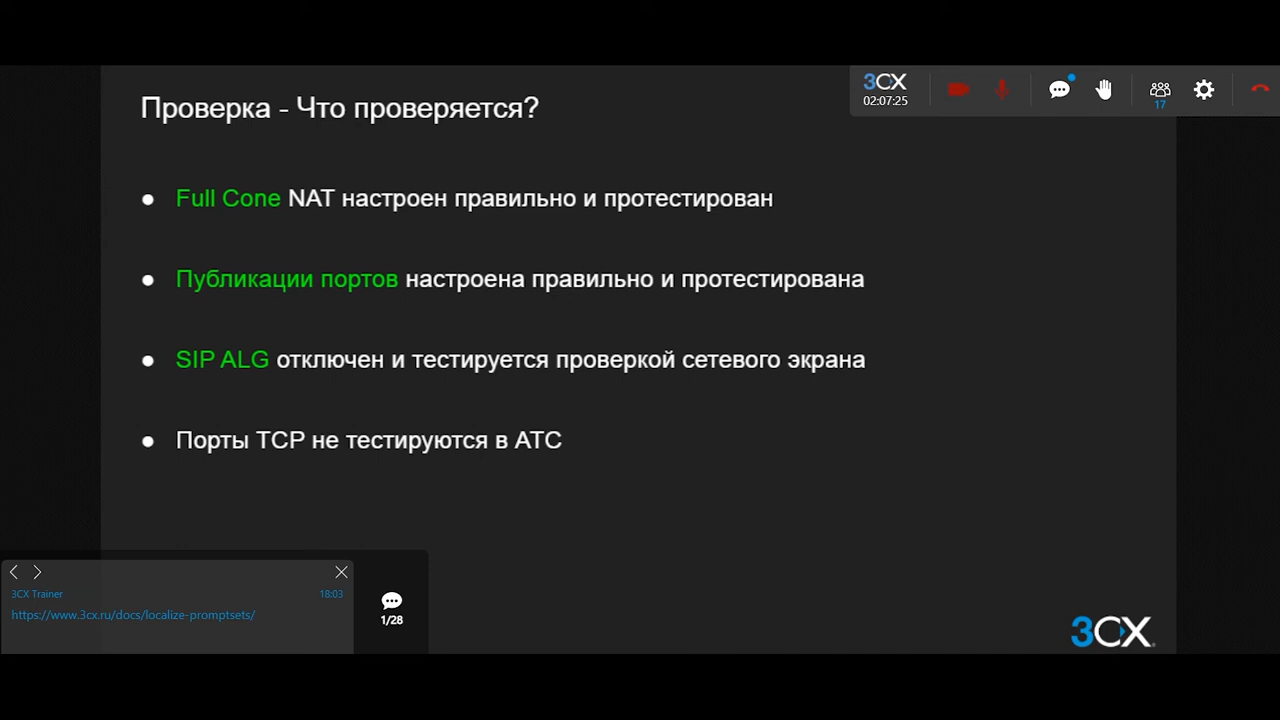 Проверка - Что проверяется?
3CX
02:07:25
17
● Full Cone NAT настроен правильно и протестирован
● Публикации портов настроена правильно и протестирована
● SIP ALG отключен и тестируется проверкой сетевого экрана
● Порты TCP не тестируются в АТС
3CX Trainer 18:03
https://www.3cx.ru/docs/localize-promptsets/
1/28
3CX